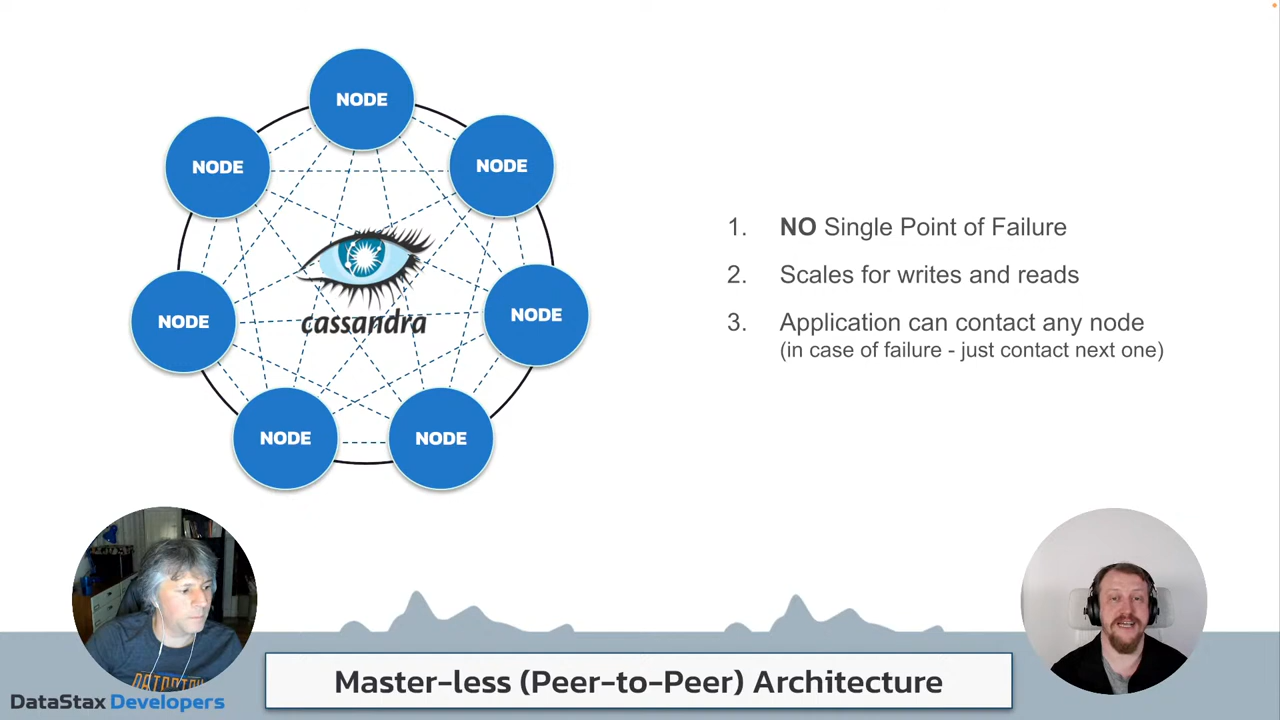 NODE
NODE
NODE
NODE
NODE
NODE
NODE
cassandra
1. NO Single Point of Failure
2. Scales for writes and reads
3. Application can contact any node
(in case of failure - just contact next one)
DATASTAX
DataStax Developers
Master-less (Peer-to-Peer) Architecture